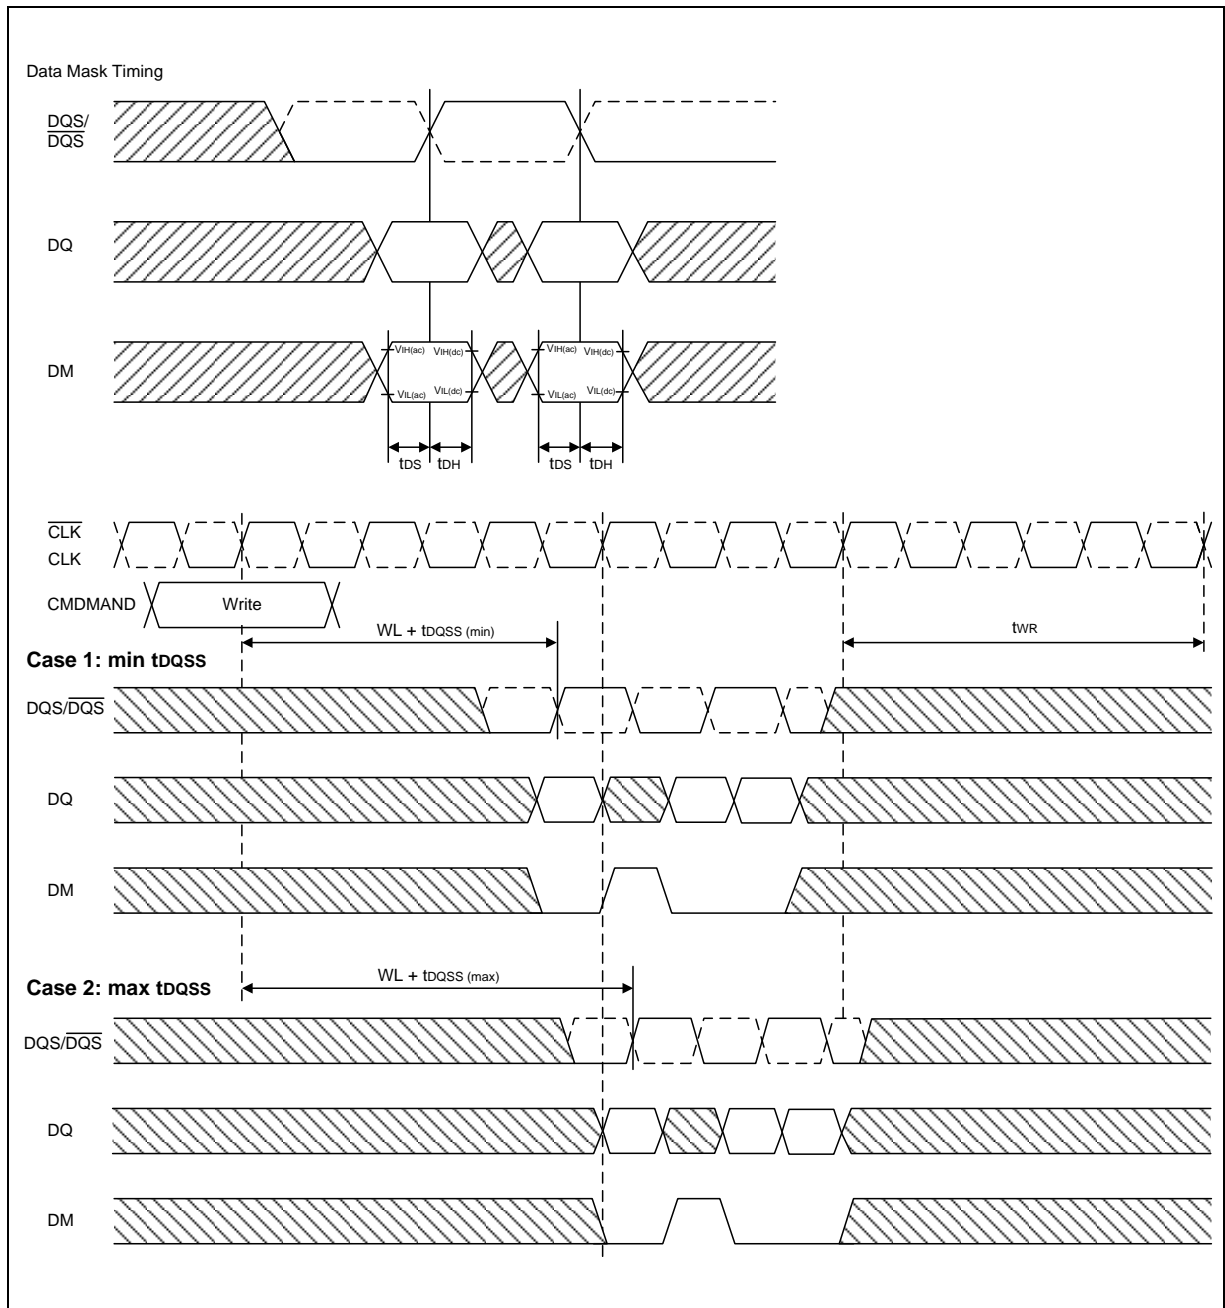 Data Mask Timing
DQS/
DQS
DQ
DM
VIH(ac) VIH(dc) VIH(ac) VIH(dc)
VIL(ac) VIL(dc) VIL(ac) VIL(dc)
tDS tDH tDS tDH
CLK
CLK
CMDMAND Write
WL + tDQSS (min) tWR
Case 1: min tDQSS
DQS/DQS
DQ
DM
WL + tDQSS (max)
Case 2: max tDQSS
DQS/DQS
DQ
DM